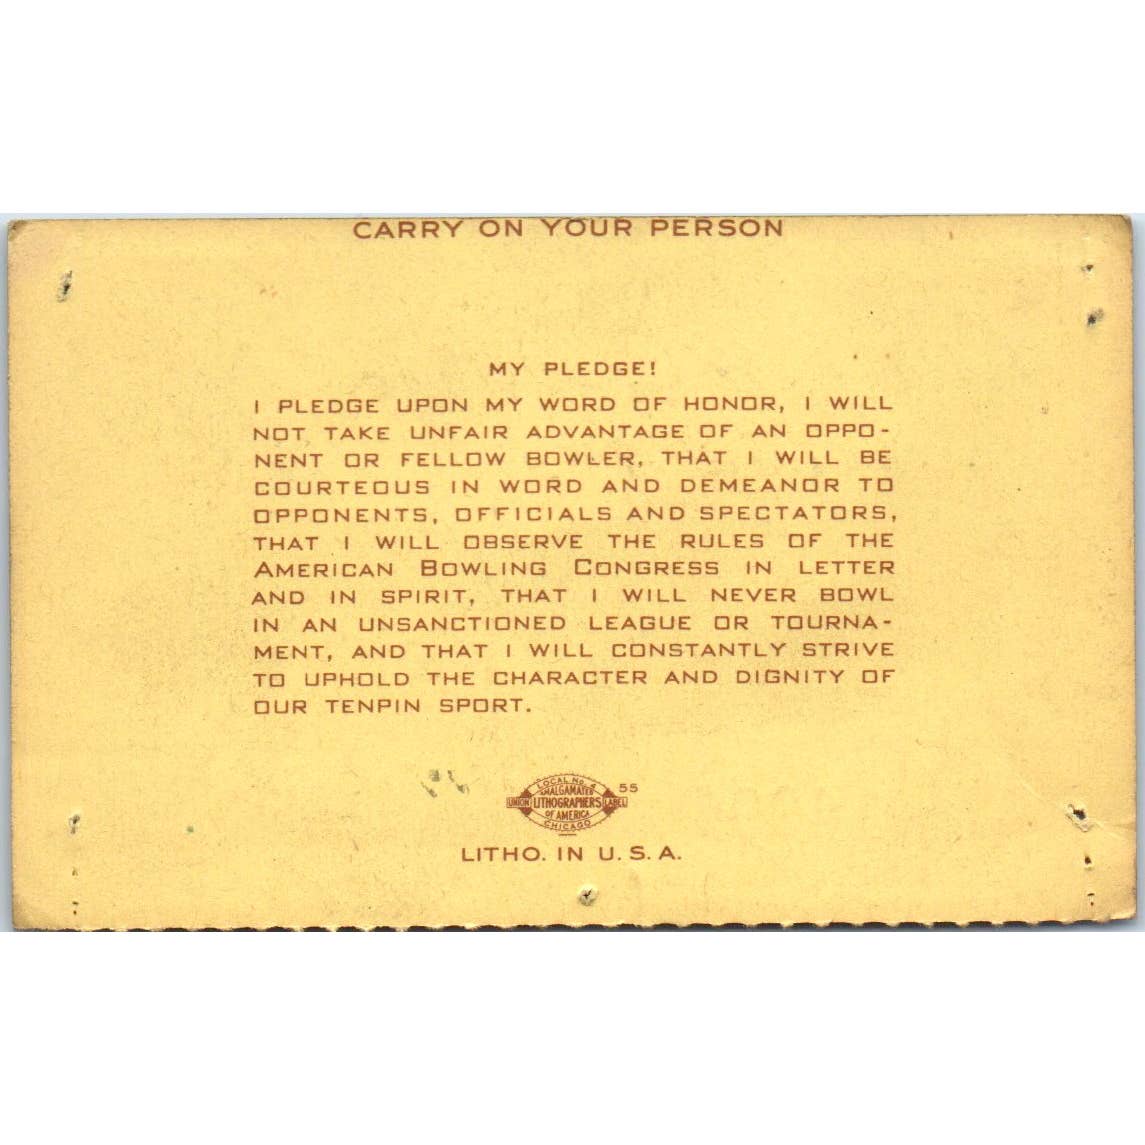 CARRY ON YOUR PERSON
MY PLEDGE!
I PLEDGE UPON MY WORD OF HONOR, I WILL
NOT TAKE UNFAIR ADVANTAGE OF AN OPPO-
NENT OR FELLOW BOWLER, THAT I WILL BE
COURTEOUS IN WORD AND DEMEANOR TO
OPPONENTS, OFFICIALS AND SPECTATORS,
THAT I WILL OBSERVE THE RULES OF THE
AMERICAN BOWLING CONGRESS IN LETTER
AND IN SPIRIT, THAT I WILL NEVER BOWL
IN AN UNSANCTIONED LEAGUE OR TOURNA-
MENT, AND THAT I WILL CONSTANTLY STRIVE
TO UPHOLD THE CHARACTER AND DIGNITY OF
OUR TENPIN SPORT.
LOCAL No. 4
AMALGAMATED
UNION LITHOGRAPHERS LABEL 55
OF AMERICA
CHICAGO
LITHO. IN U.S.A.